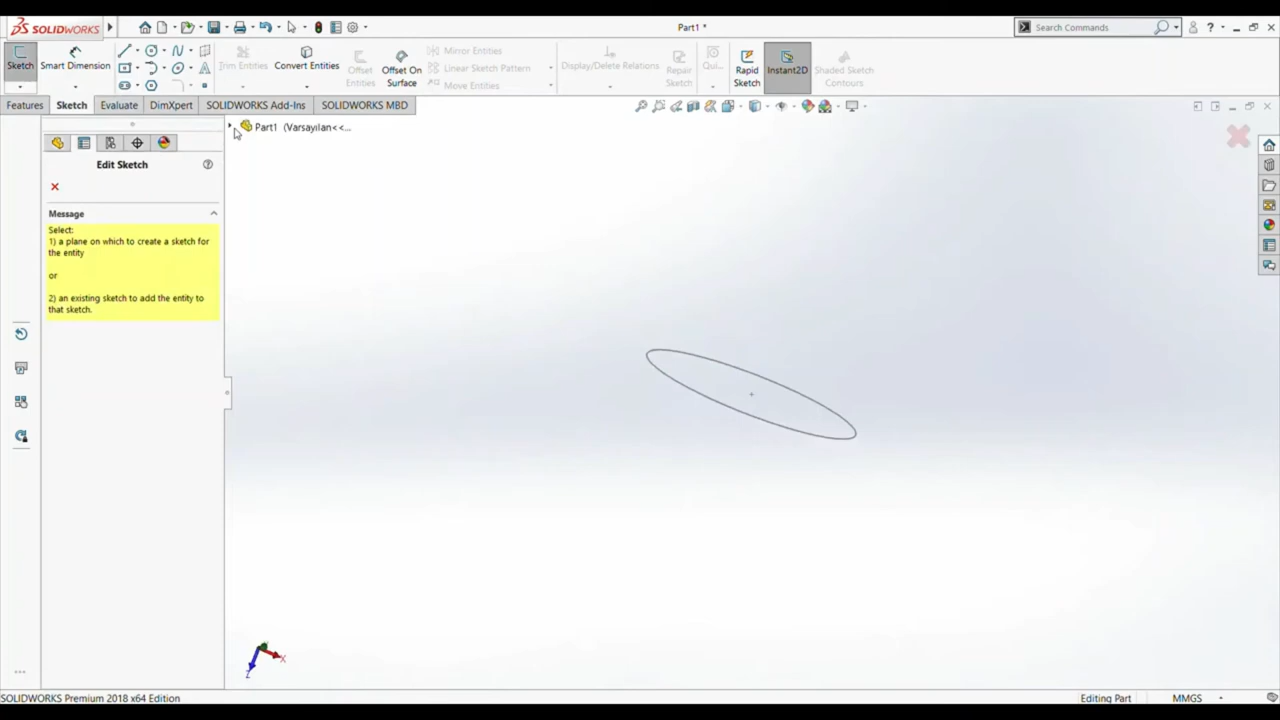 SOLIDWORKS
Part1 *
Search Commands
Sketch
Smart Dimension
Trim Entities
Convert Entities
Offset
Entities
Offset On
Surface
Mirror Entities
Linear Sketch Pattern
Move Entities
Display/Delete Relations
Repair
Sketch
Qui...
Rapid
Sketch
Instant2D
Shaded Sketch
Contours
Features
Sketch
Evaluate
DimXpert
SOLIDWORKS Add-Ins
SOLIDWORKS MBD
Part1 (Varsayılan<<...
Edit Sketch
Message
Select:
1) a plane on which to create a sketch for
the entity
or
2) an existing sketch to add the entity to
that sketch.
X
Z
SOLIDWORKS Premium 2018 x64 Edition
Editing Part
MMGS